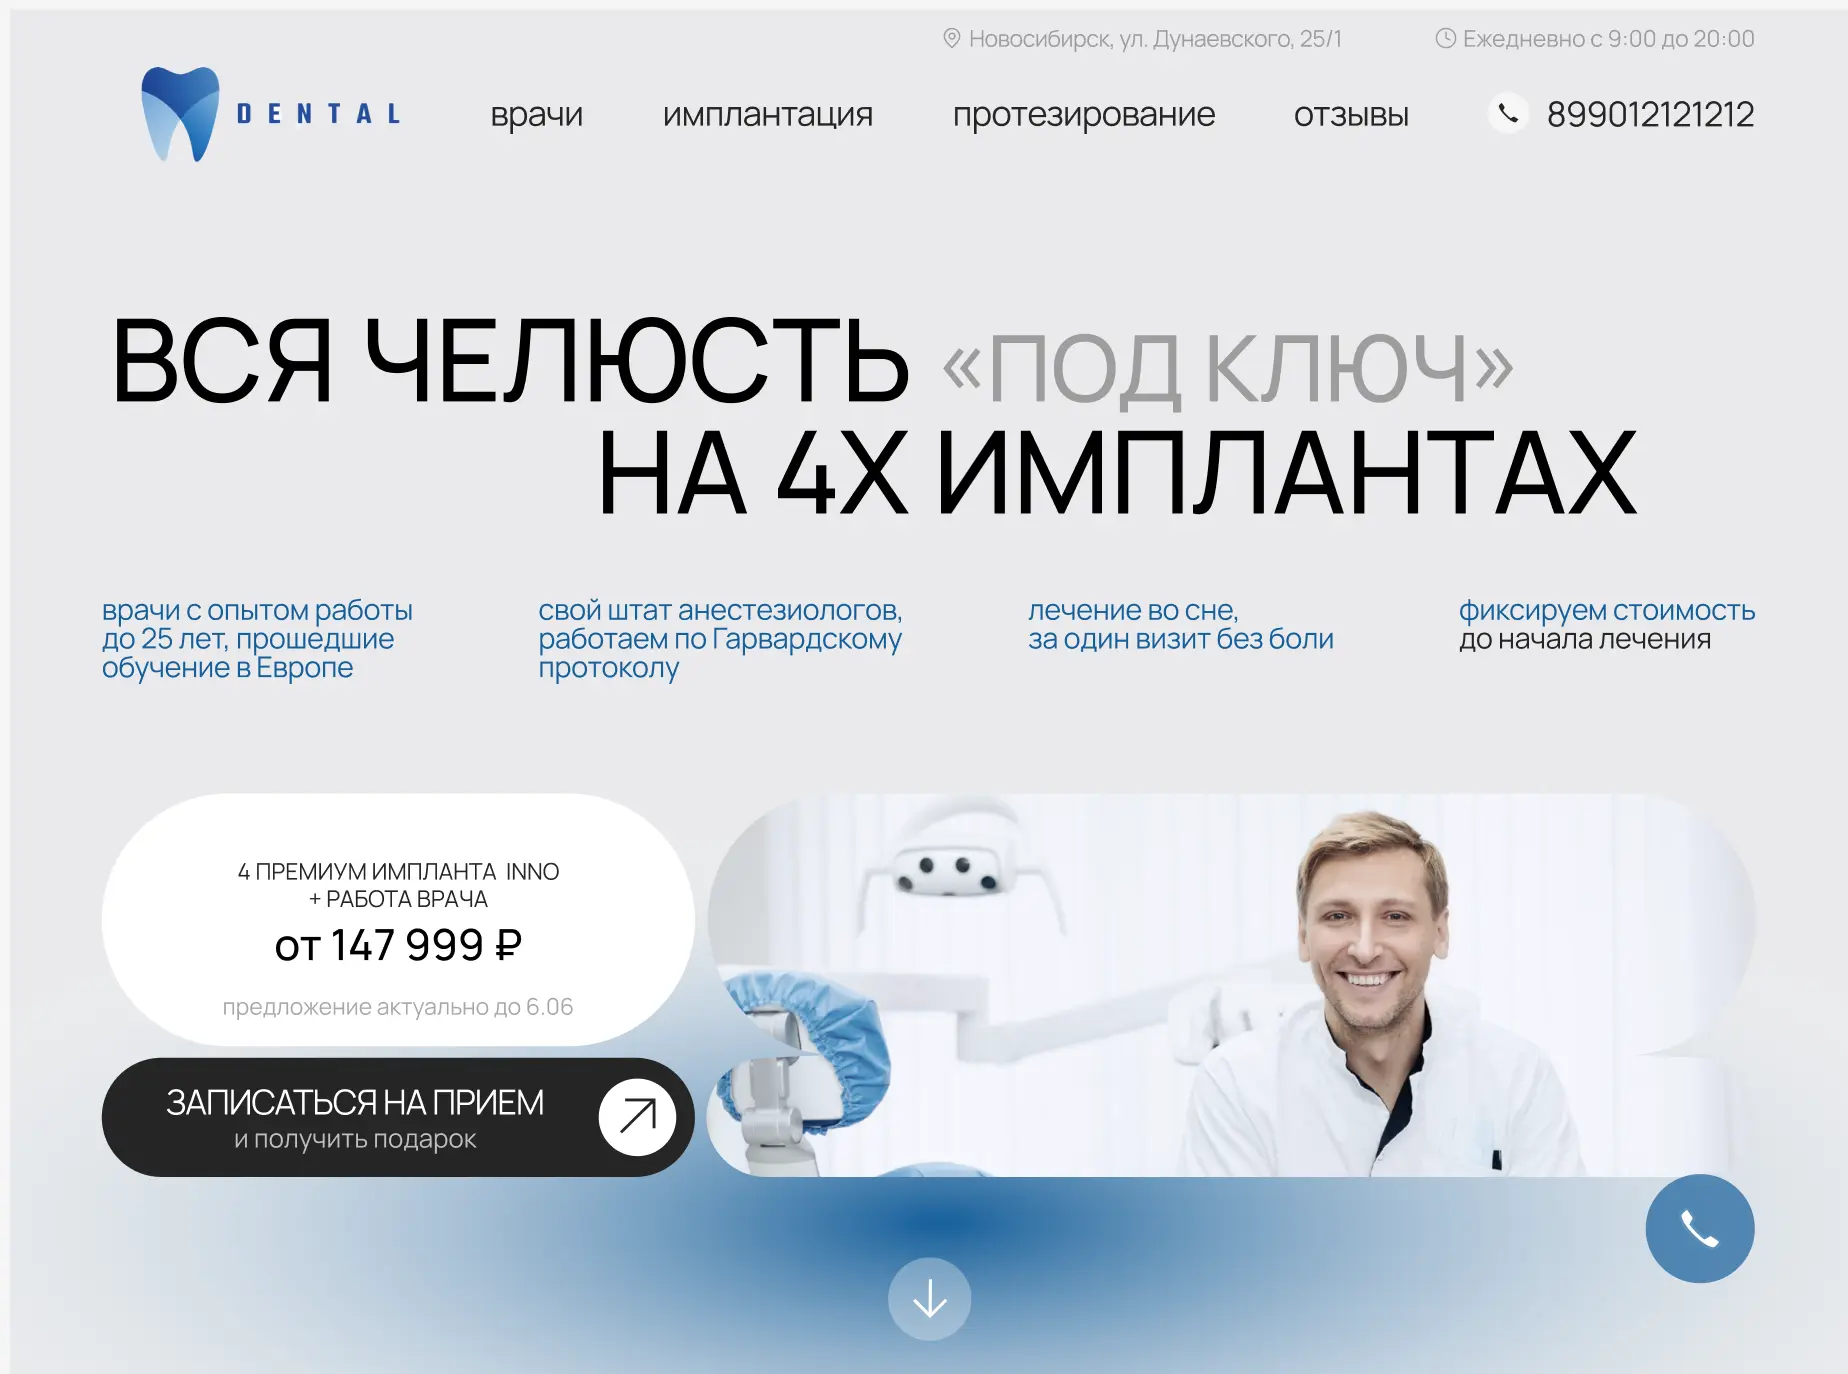 Новосибирск, ул. Дунаевского, 25/1
Ежедневно с 9:00 до 20:00
DENTAL
врачи
имплантация
протезирование
отзывы
899012121212
ВСЯ ЧЕЛЮСТЬ «ПОД КЛЮЧ»
НА 4Х ИМПЛАНТАХ
врачи с опытом работы
до 25 лет, прошедшие
обучение в Европе
свой штат анестезиологов,
работаем по Гарвардскому
протоколу
лечение во сне,
за один визит без боли
фиксируем стоимость
до начала лечения
4 ПРЕМИУМ ИМПЛАНТА INNO
+ РАБОТА ВРАЧА
от 147 999 ₽
предложение актуально до 6.06
ЗАПИСАТЬСЯ НА ПРИЕМ
и получить подарок